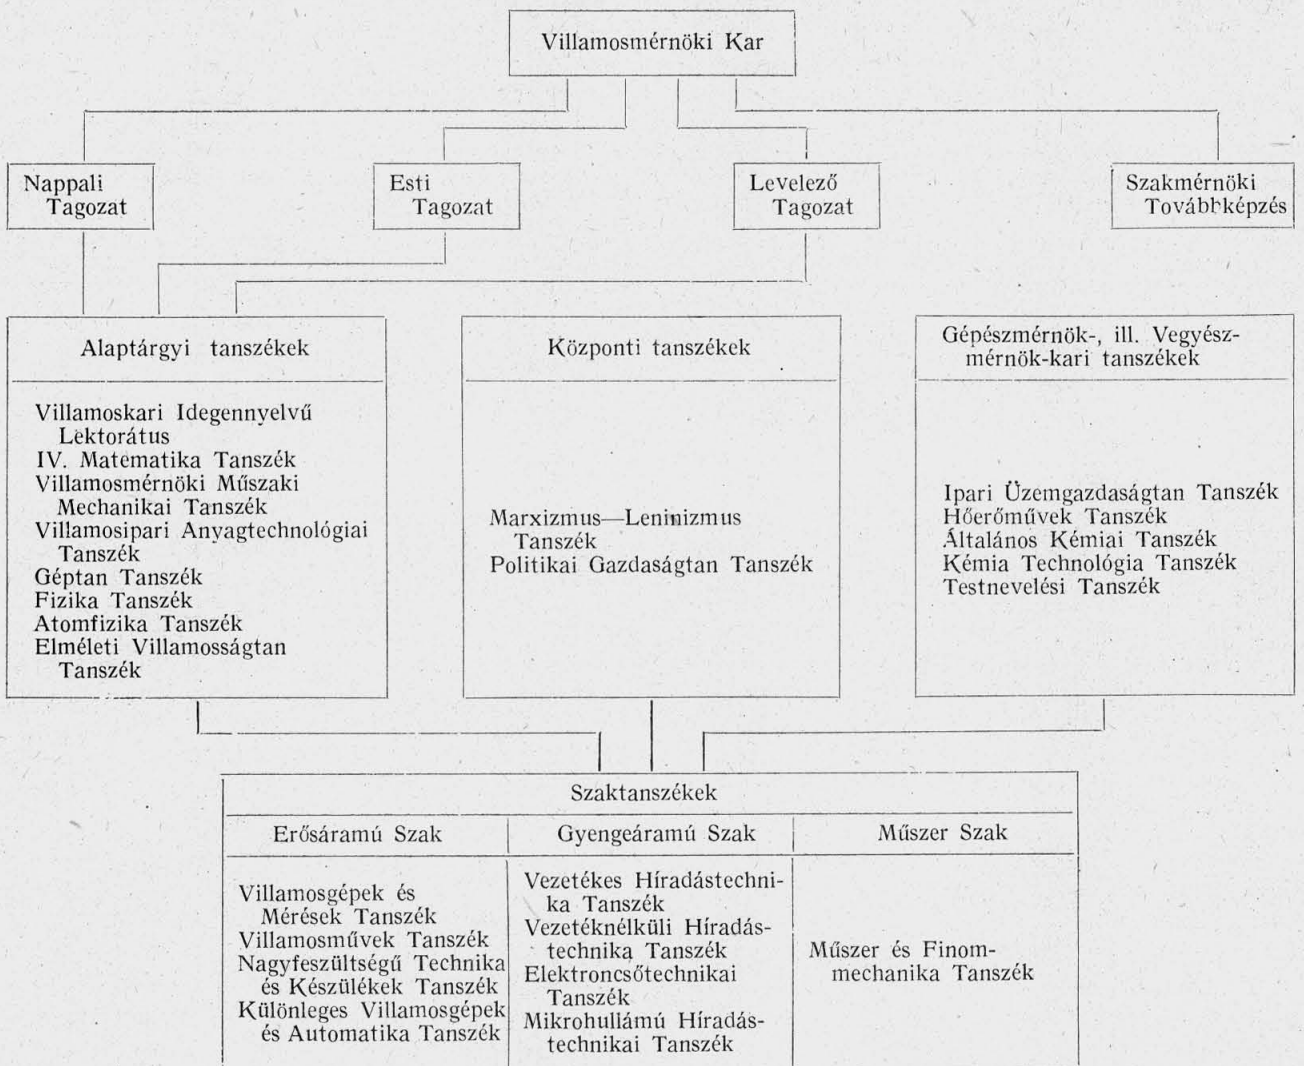 Villamosmérnöki Kar
Nappali
Tagozat
Esti
Tagozat
Levelező
Tagozat
Szakmérnöki
Továbbképzés
Alaptárgyi tanszékek
Villamoskari Idegennyelvű
Lektorátus
IV. Matematika Tanszék
Villamosmérnöki Műszaki
Mechanikai Tanszék
Villamosipari Anyagtechnológiai
Tanszék
Géptan Tanszék
Fizika Tanszék
Atomfizika Tanszék
Elméleti Villamosságtan
Tanszék
Központi tanszékek
Marxizmus—Leninizmus
Tanszék
Politikai Gazdaságtan Tanszék
Gépészmérnök-, ill. Vegyész-
mérnök-kari tanszékek
Ipari Üzemgazdaságtan Tanszék
Hőerőművek Tanszék
Általános Kémiai Tanszék
Kémia Technológia Tanszék
Testnevelési Tanszék
Szaktanszékek
Erősáramú Szak
Villamosgépek és
Mérések Tanszék
Villamosművek Tanszék
Nagyfeszültségű Technika
és Készülékek Tanszék
Különleges Villamosgépek
és Automatika Tanszék
Gyengeáramú Szak
Vezetékes Híradástechni-
ka Tanszék
Vezetéknélküli Híradás-
technika Tanszék
Elektroncsőtechnikai
Tanszék
Mikrohullámú Híradás-
technikai Tanszék
Műszer Szak
Műszer és Finom-
mechanika Tanszék